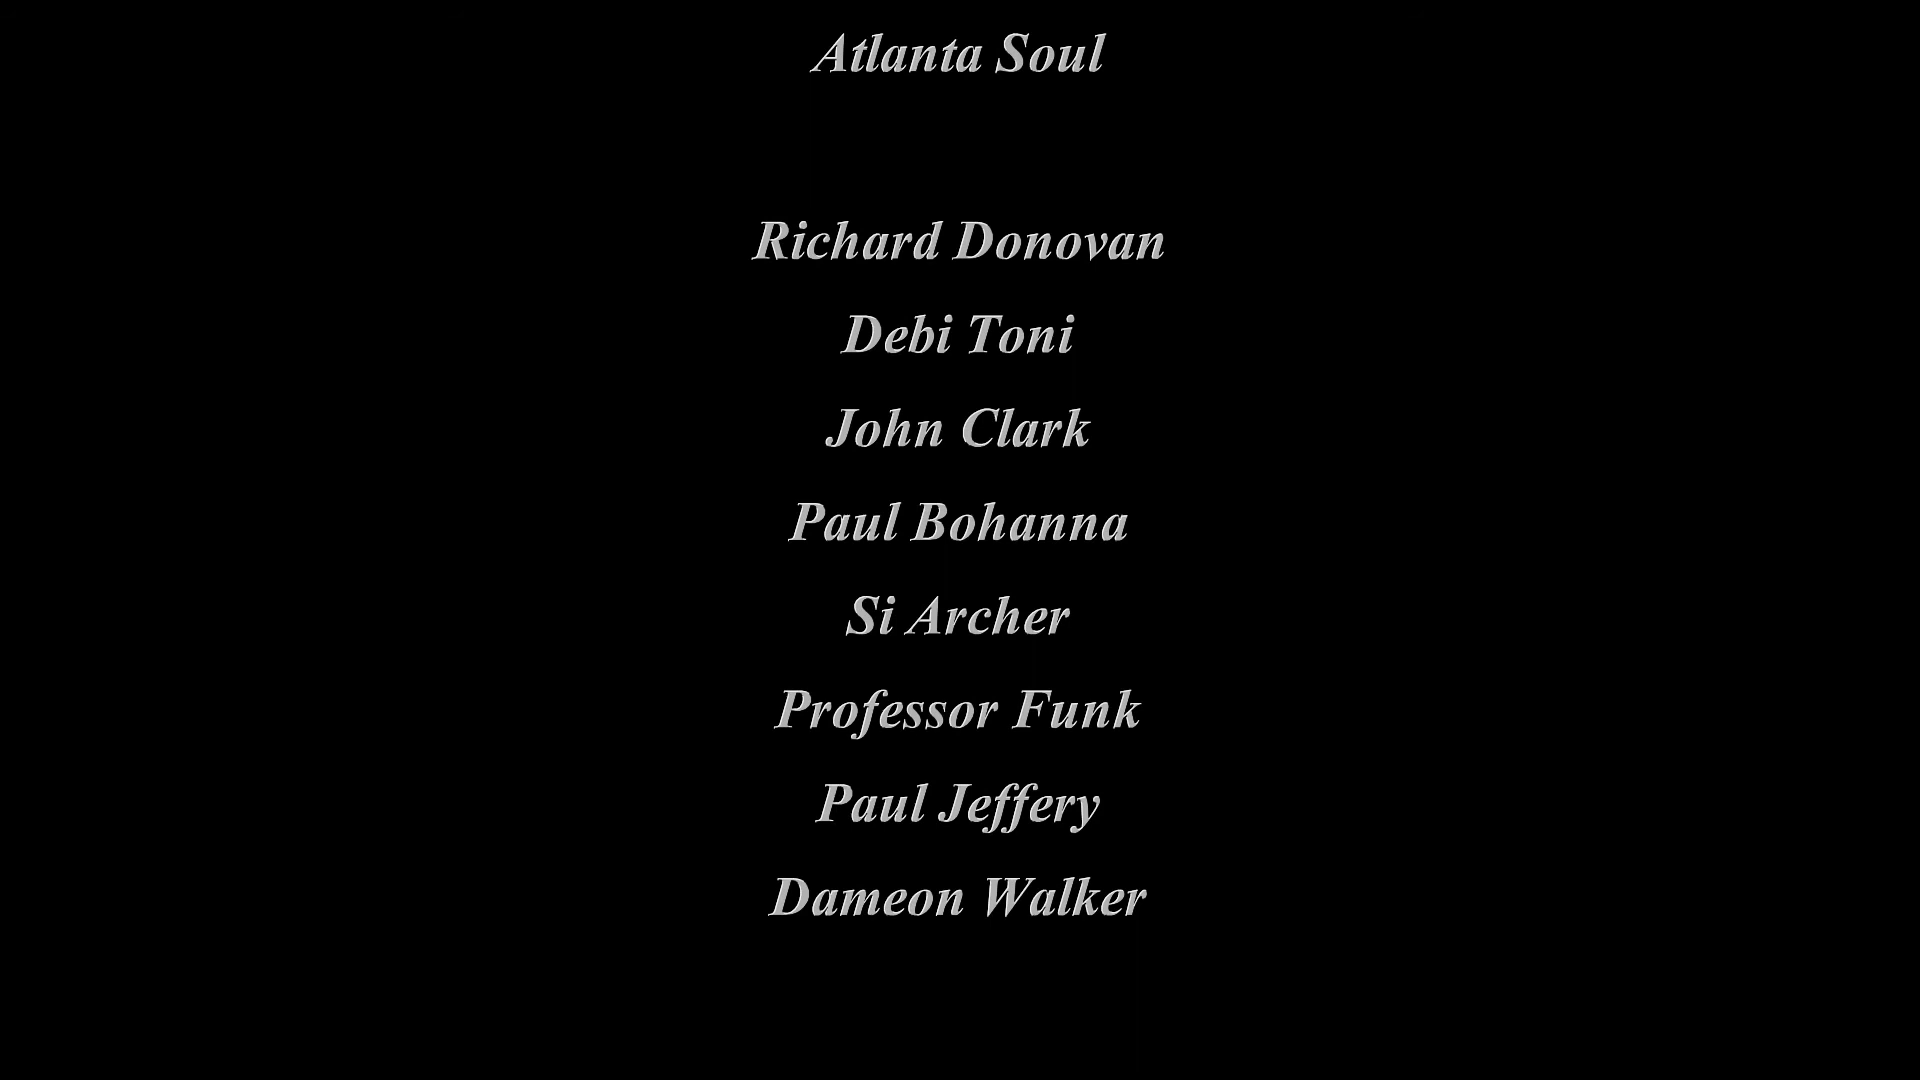 Atlanta Soul
Richard Donovan
Debi Toni
John Clark
Paul Bohanna
Si Archer
Professor Funk
Paul Jeffery
Dameon Walker